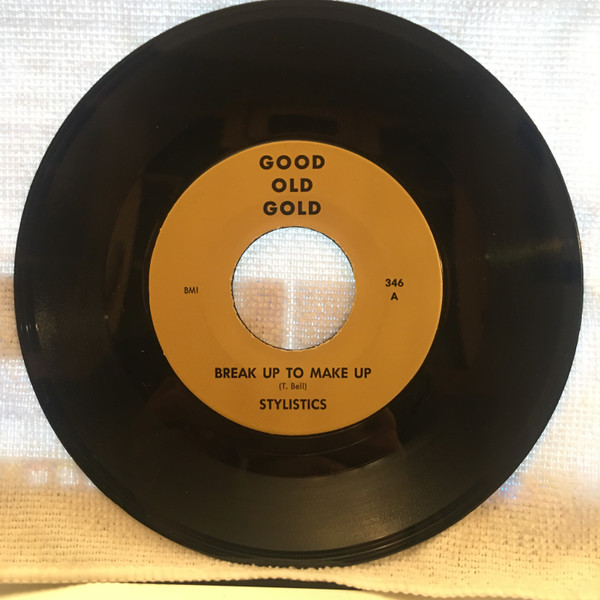 GOOD
OLD
GOLD
BMI
346
A
BREAK UP TO MAKE UP
(T. Bell)
STYLISTICS